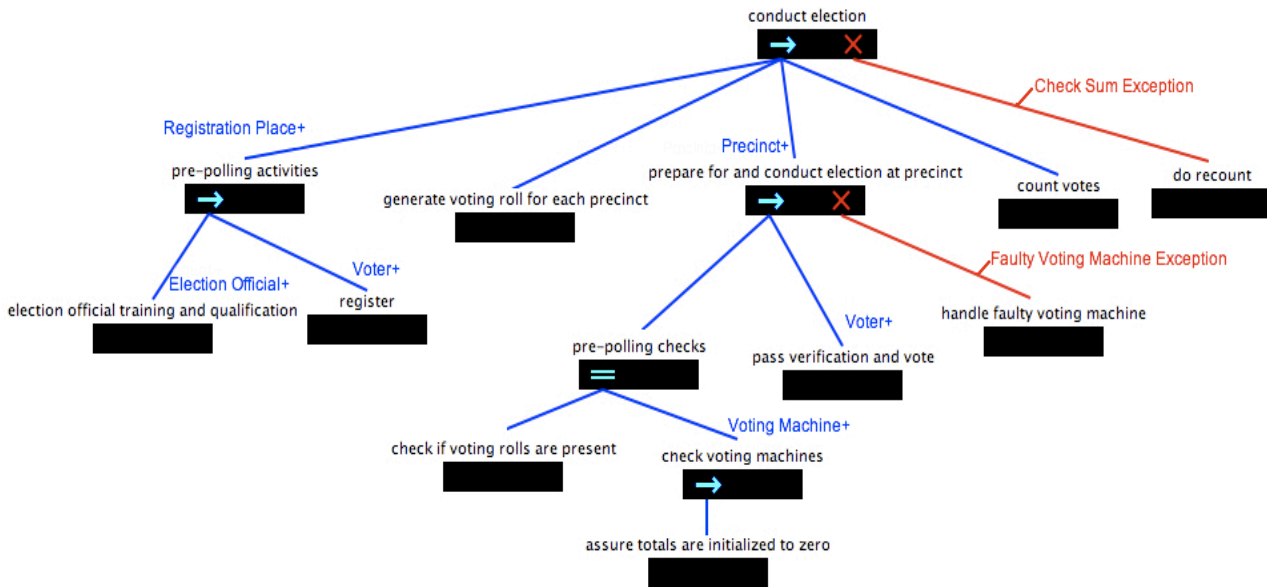 conduct election
Check Sum Exception
Registration Place+
Precinct+
pre-polling activities
prepare for and conduct election at precinct
do recount
generate voting roll for each precinct
count votes
Faulty Voting Machine Exception
Voter+
Election Official+
register
election official training and qualification
handle faulty voting machine
Voter+
pre-polling checks
pass verification and vote
Voting Machine+
check if voting rolls are present
check voting machines
assure totals are initialized to zero